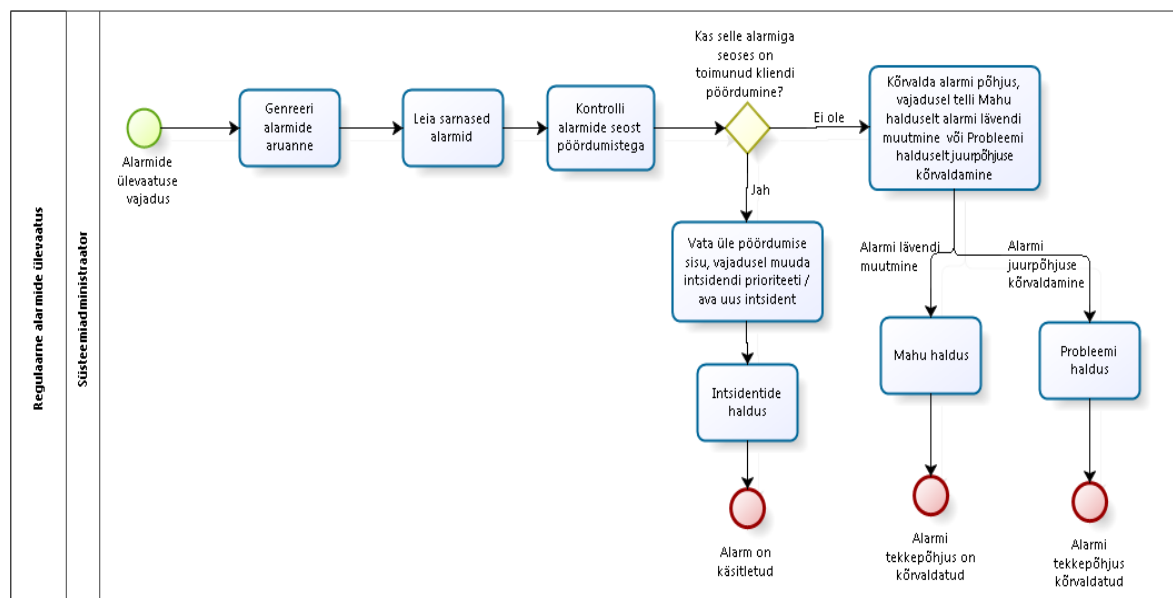 Regulaarne alarmide ülevaatus
Süsteemiadministraator
Alarmide
ülevaatuse
vajadus
Genreeri
alarmide
aruanne
Leia sarnased
alarmid
Kontrolli
alarmide seost
pöördumistega
Kas selle alarmiga
seoses on
toimunud kliendi
pöördumine?
Ei ole
Kõrvalda alarmi põhjus,
vajadusel telli Mahu
halduselt alarmi lävendi
muutmine või Probleemi
halduselt juurpõhjuse
kõrvaldamine
Jah
Vata üle pöördumise
sisu, vajadusel muuda
intsidendi prioriteeti /
ava uus intsident
Intsidentide
haldus
Alarm on
käsitletud
Alarmi lävendi
muutmine
Alarmi
juurpõhjuse
kõrvaldamine
Mahu haldus
Probleemi
haldus
Alarmi
tekkepõhjus on
kõrvaldatud
Alarmi
tekkepõhjus
kõrvaldatud